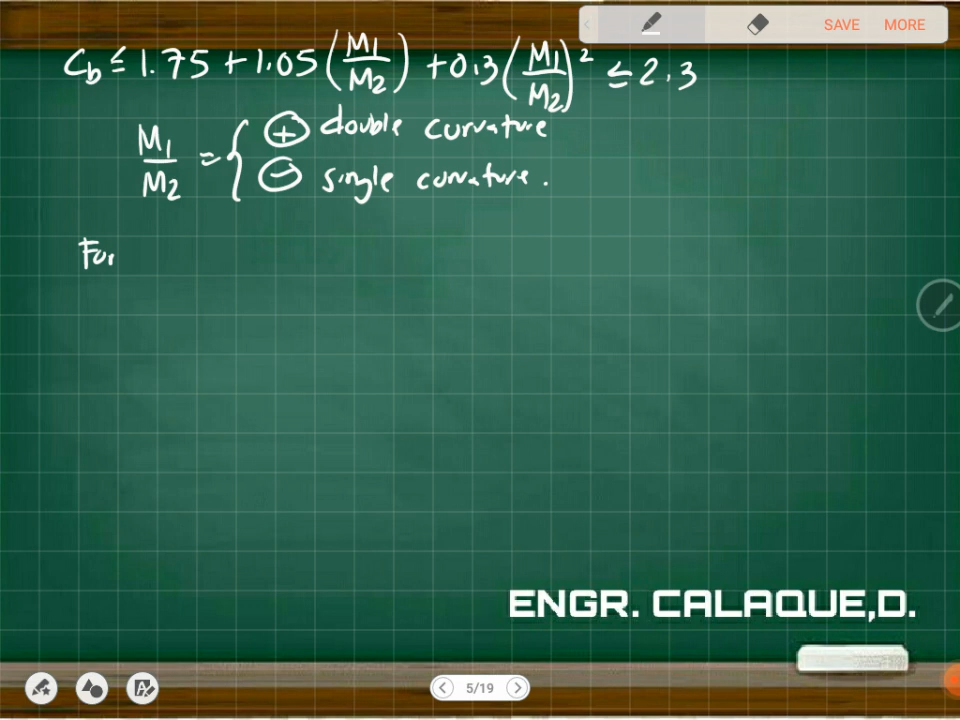 SAVE MORE
Cb ≤ 1.75 + 1.05 (M1/M2) + 0.3 (M1/M2)² ≤ 2.3
M1/M2 = { ⊕ double curvature
⊖ single curvature.
For
ENGR. CALAQUE,D.
5/19